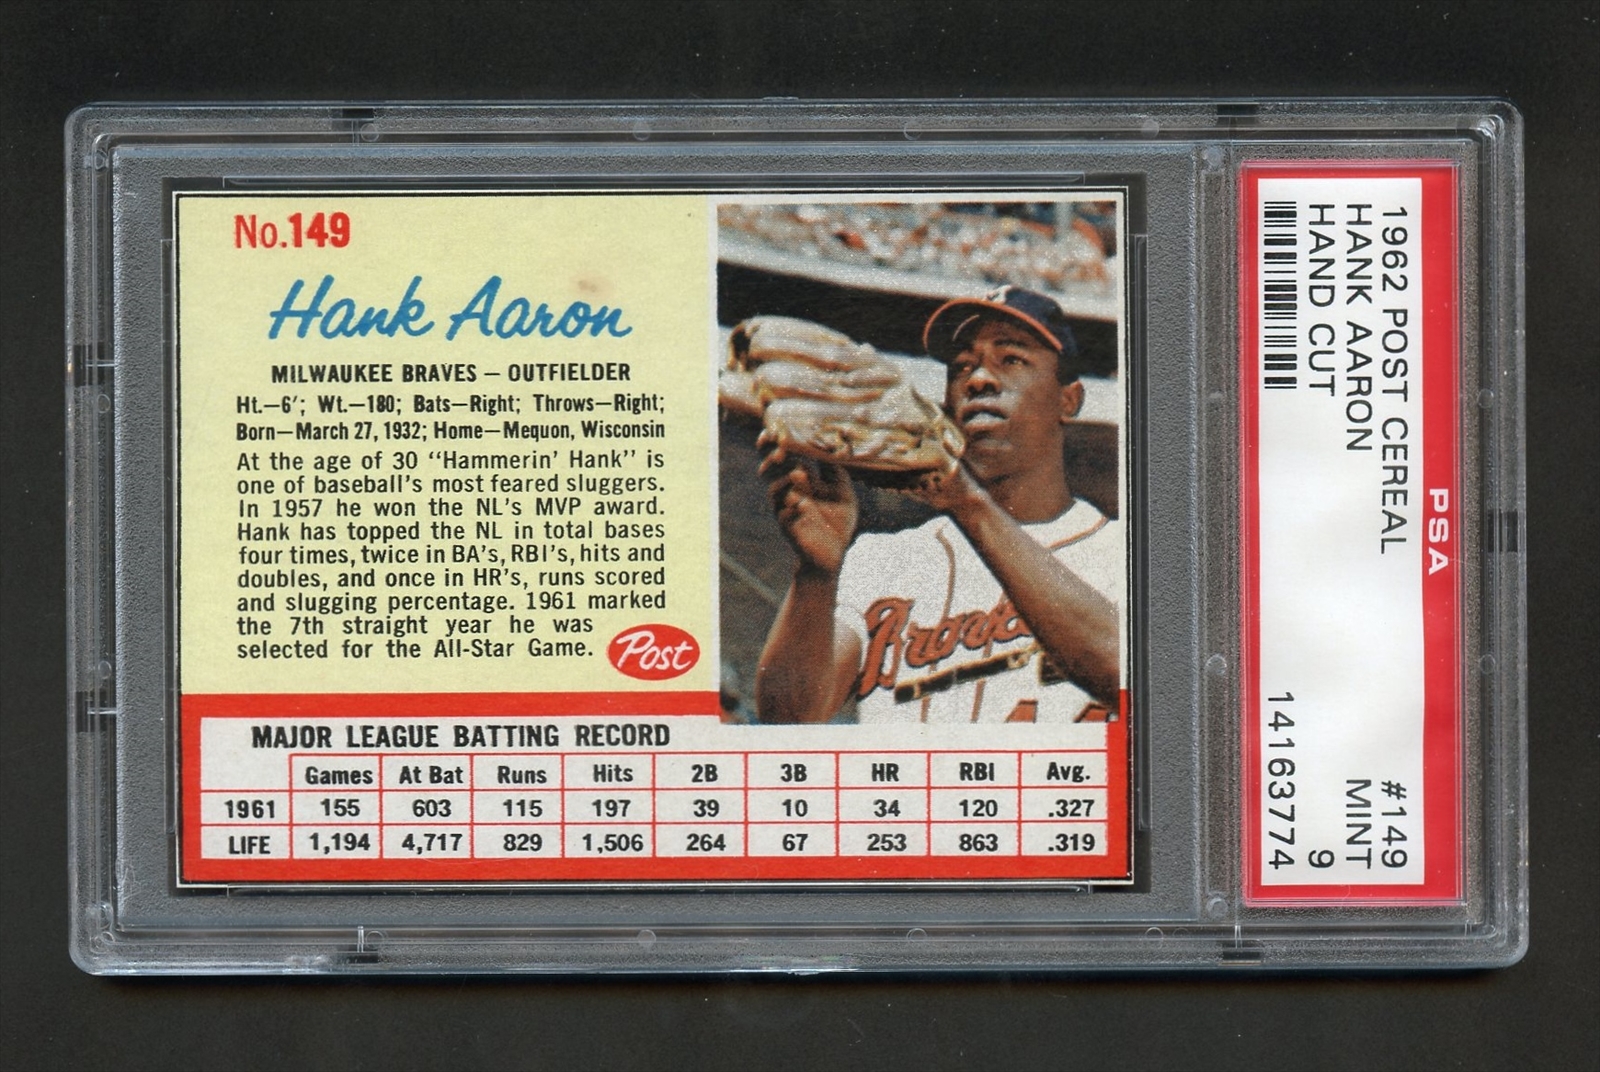 No.149
Hank Aaron
MILWAUKEE BRAVES — OUTFIELDER
Ht.—6′; Wt.—180; Bats—Right; Throws—Right;
Born—March 27, 1932; Home—Mequon, Wisconsin
At the age of 30 “Hammerin’ Hank” is
one of baseball’s most feared sluggers.
In 1957 he won the NL’s MVP award.
Hank has topped the NL in total bases
four times, twice in BA’s, RBI’s, hits and
doubles, and once in HR’s, runs scored
and slugging percentage. 1961 marked
the 7th straight year he was
selected for the All-Star Game.
Post
Braves
44
MAJOR LEAGUE BATTING RECORD
Games At Bat Runs Hits 2B 3B HR RBI Avg.
1961 155 603 115 197 39 10 34 120 .327
LIFE 1,194 4,717 829 1,506 264 67 253 863 .319
PSA
1962 POST CEREAL #149
HANK AARON MINT
HAND CUT 9
14163774